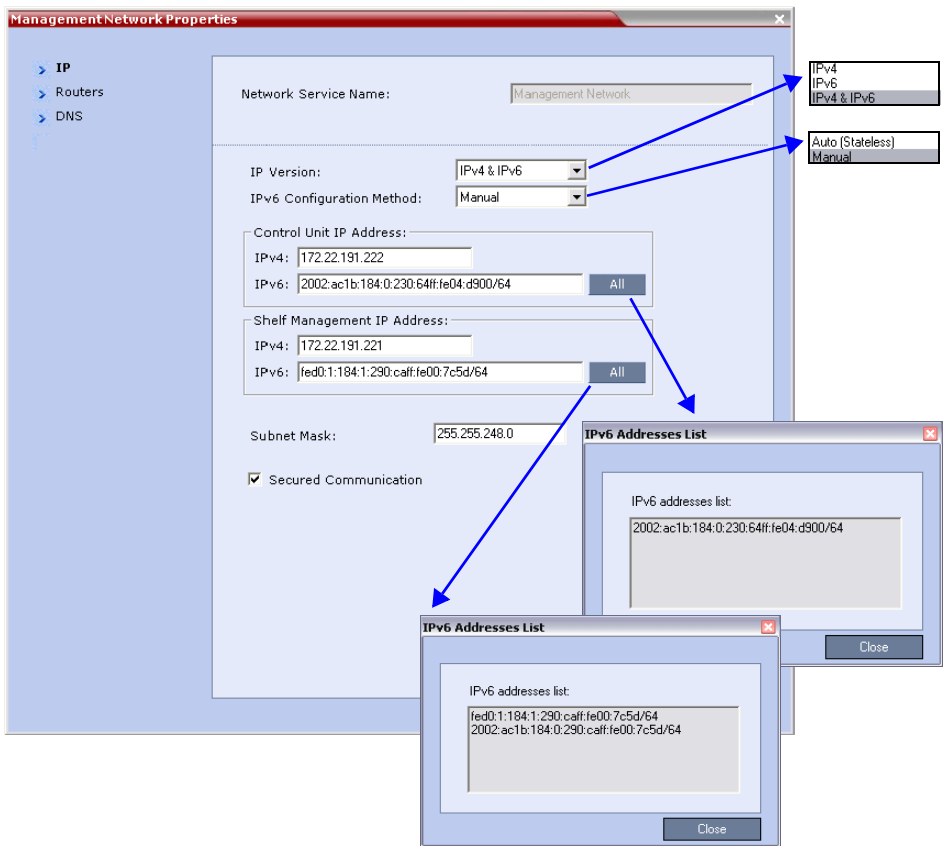 Management Network Properties
IP
Routers
DNS
Network Service Name: Management Network
IP Version: IPv4 & IPv6
IPv6 Configuration Method: Manual
Control Unit IP Address:
IPv4: 172.22.191.222
IPv6: 2002:ac1b:184:0:230:64ff:fe04:d900/64 All
Shelf Management IP Address:
IPv4: 172.22.191.221
IPv6: fed0:1:184:1:290:caff:fe00:7c5d/64 All
Subnet Mask: 255.255.248.0
Secured Communication
IPv4
IPv6
IPv4 & IPv6
Auto (Stateless)
Manual
IPv6 Addresses List
IPv6 addresses list:
2002:ac1b:184:0:230:64ff:fe04:d900/64
Close
IPv6 Addresses List
IPv6 addresses list:
fed0:1:184:1:290:caff:fe00:7c5d/64
2002:ac1b:184:0:290:caff:fe00:7c5d/64
Close